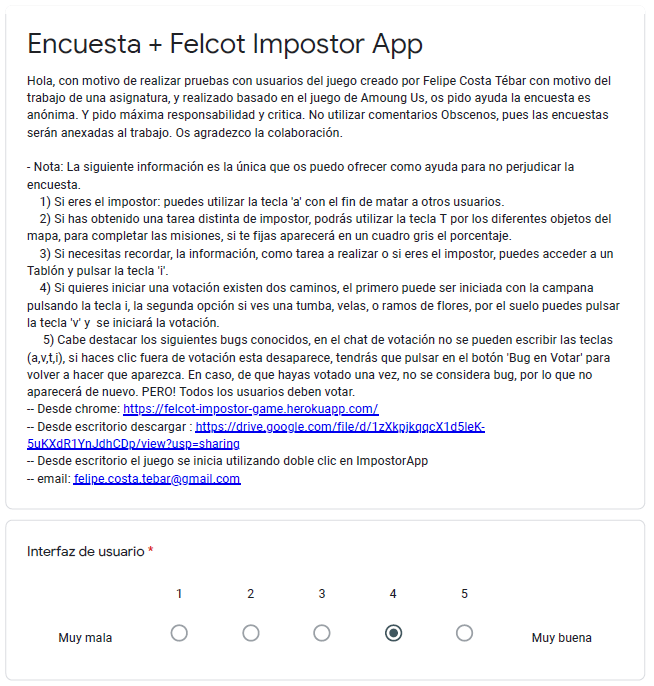 Encuesta + Felcot Impostor App
Hola, con motivo de realizar pruebas con usuarios del juego creado por Felipe Costa Tébar con motivo del
trabajo de una asignatura, y realizado basado en el juego de Amoung Us, os pido ayuda la encuesta es
anónima. Y pido máxima responsabilidad y critica. No utilizar comentarios Obscenos, pues las encuestas
serán anexadas al trabajo. Os agradezco la colaboración.
- Nota: La siguiente información es la única que os puedo ofrecer como ayuda para no perjudicar la
encuesta.
1) Si eres el impostor: puedes utilizar la tecla 'a' con el fin de matar a otros usuarios.
2) Si has obtenido una tarea distinta de impostor, podrás utilizar la tecla T por los diferentes objetos del
mapa, para completar las misiones, si te fijas aparecerá en un cuadro gris el porcentaje.
3) Si necesitas recordar, la información, como tarea a realizar o si eres el impostor, puedes acceder a un
Tablón y pulsar la tecla 'i'.
4) Si quieres iniciar una votación existen dos caminos, el primero puede ser iniciada con la campana
pulsando la tecla i, la segunda opción si ves una tumba, velas, o ramos de flores, por el suelo puedes pulsar
la tecla 'v' y se iniciará la votación.
5) Cabe destacar los siguientes bugs conocidos, en el chat de votación no se pueden escribir las teclas
(a,v,t,i), si haces clic fuera de votación esta desaparece, tendrás que pulsar en el botón 'Bug en Votar' para
volver a hacer que aparezca. En caso, de que hayas votado una vez, no se considera bug, por lo que no
aparecerá de nuevo. PERO! Todos los usuarios deben votar.
-- Desde chrome: https://felcot-impostor-game.herokuapp.com/
-- Desde escritorio descargar : https://drive.google.com/file/d/1zXkpjkqqcX1d5leK-
5uKXdR1YnJdhCDp/view?usp=sharing
-- Desde escritorio el juego se inicia utilizando doble clic en ImpostorApp
-- email: felipe.costa.tebar@gmail.com
Interfaz de usuario *
1 2 3 4 5
Muy mala Muy buena